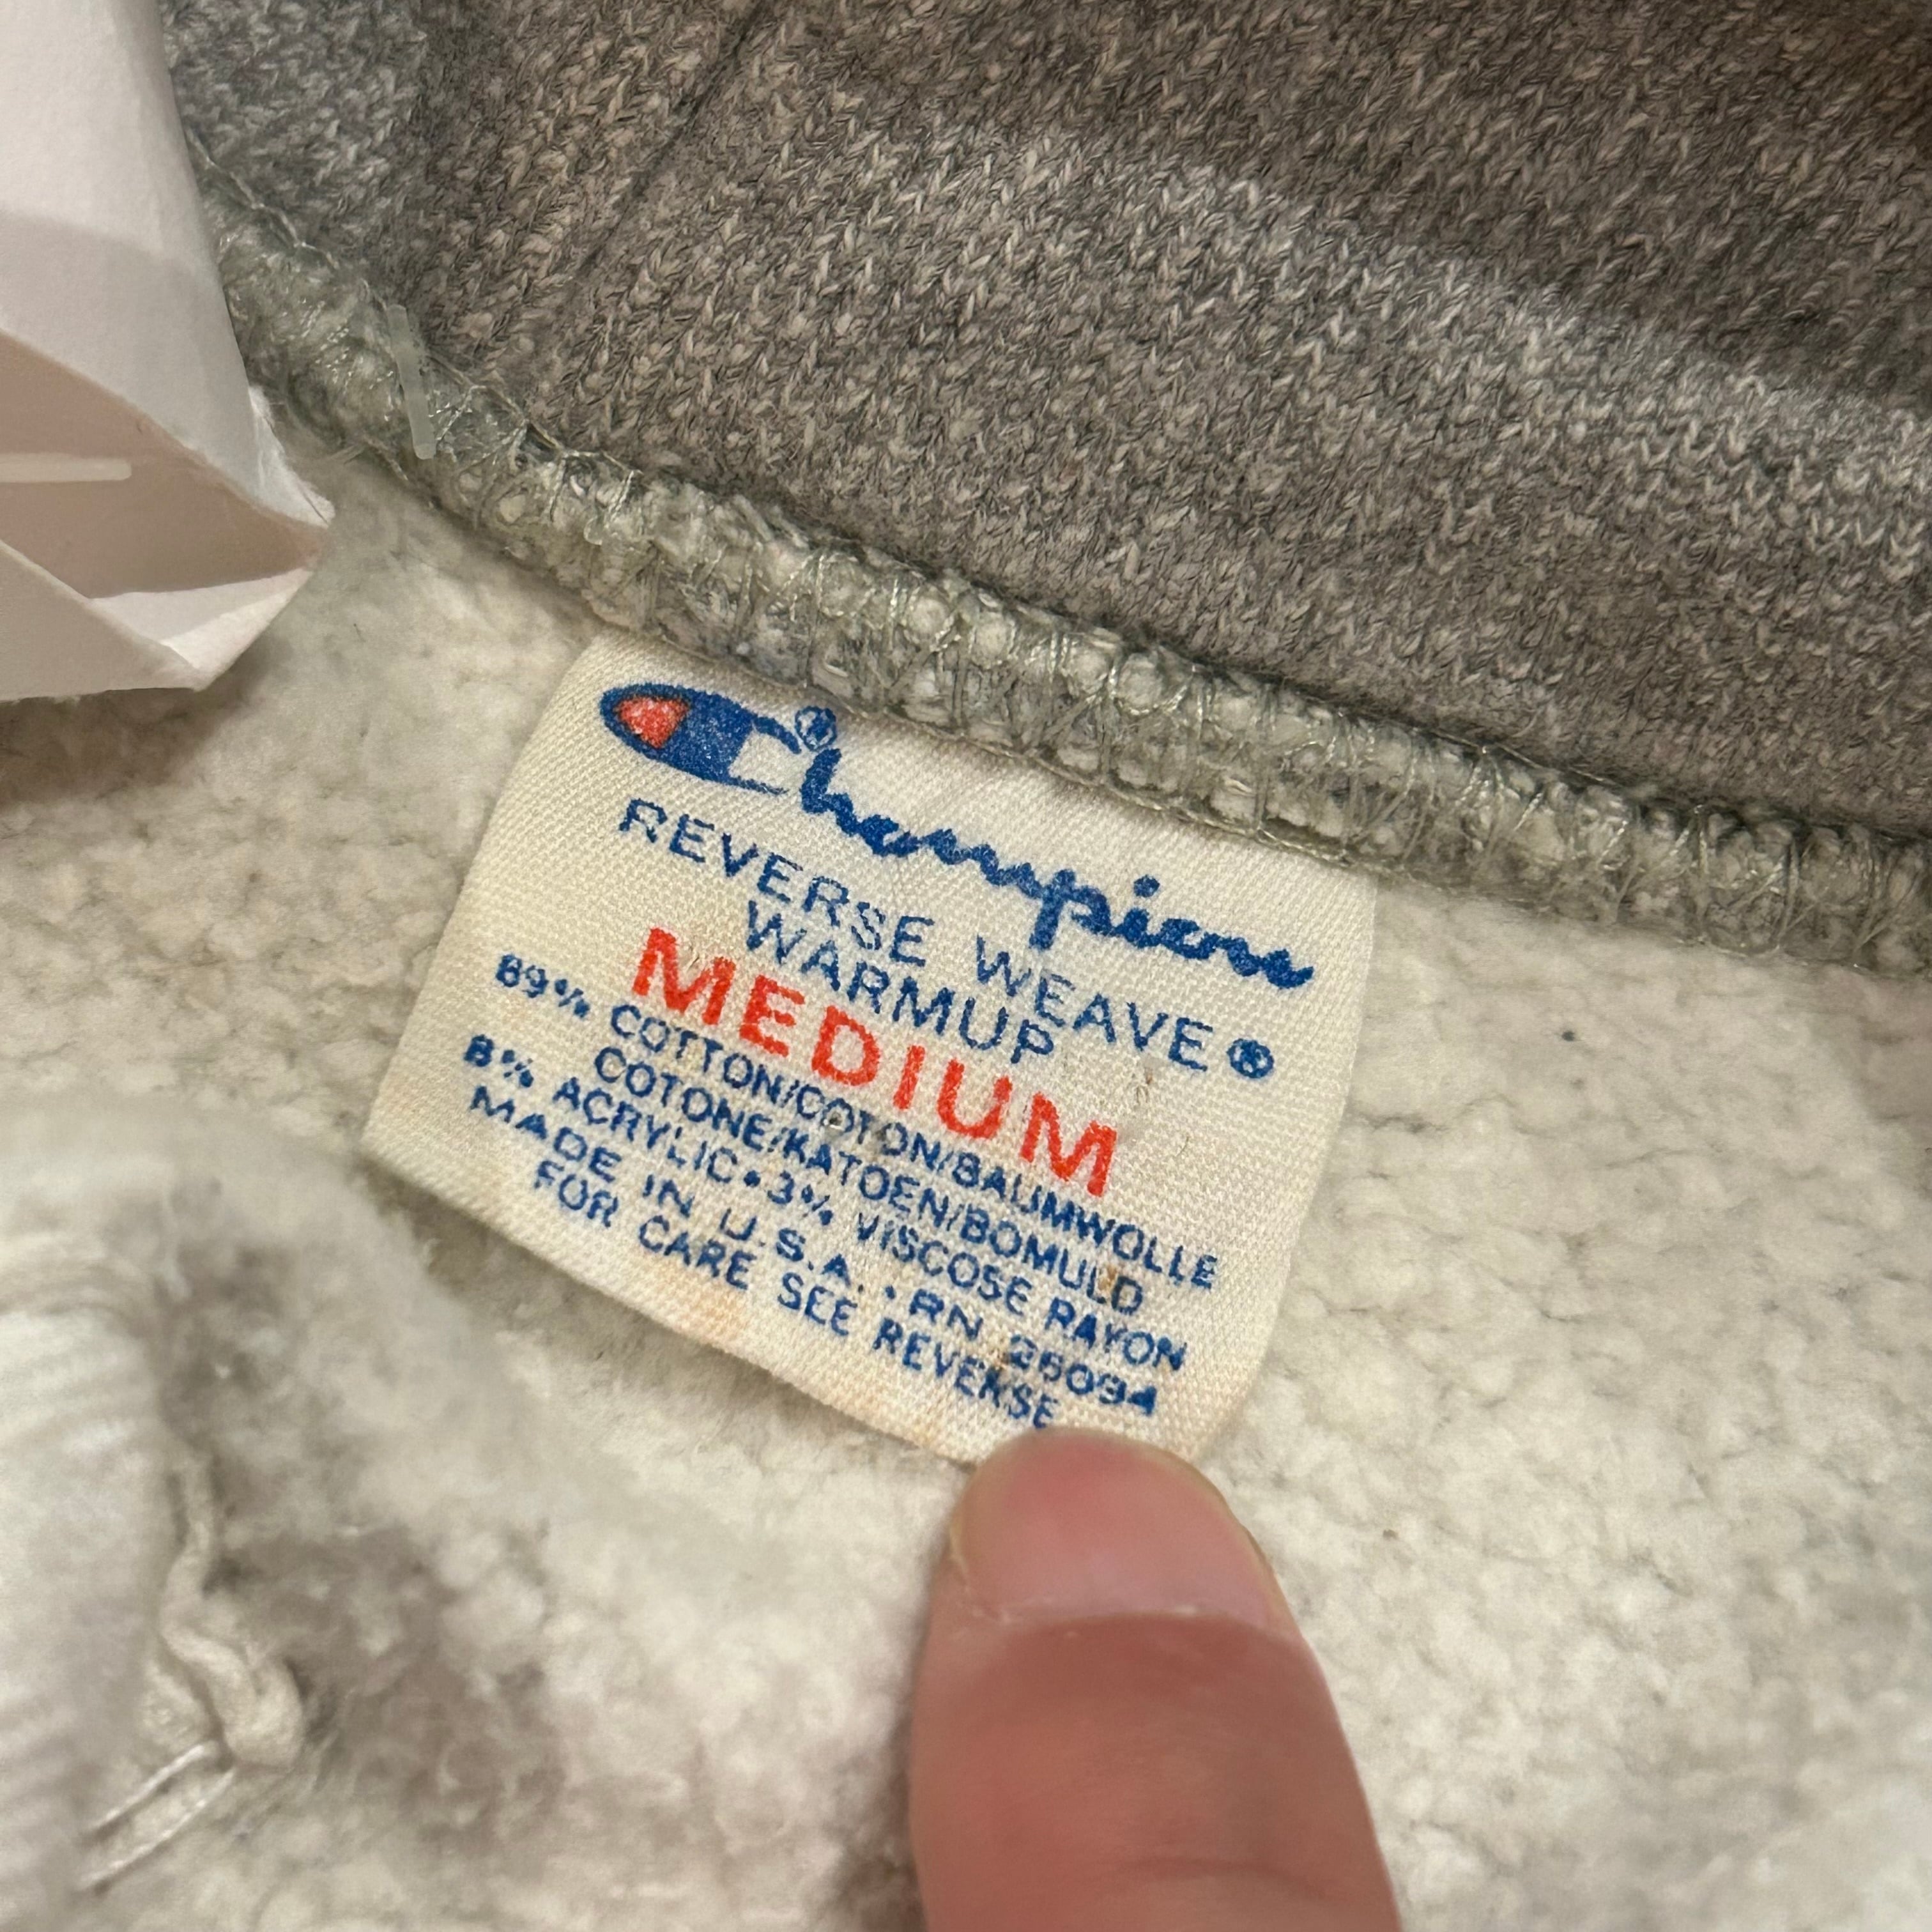 Champion®
REVERSE WEAVE®
WARMUP
MEDIUM
89% COTTON/COTON/BAUMWOLLE
COTONE/KATOEN/BOMULD
8% ACRYLIC • 3% VISCOSE RAYON
MADE IN U.S.A. • RN 26094
FOR CARE SEE REVERSE